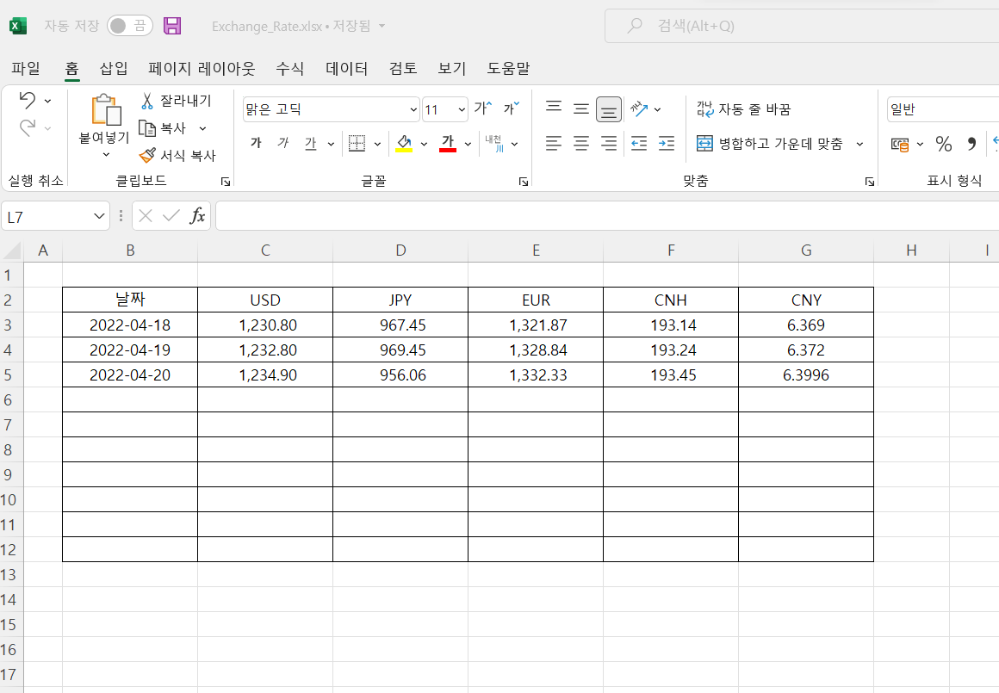 자동 저장 끔 Exchange_Rate.xlsx • 저장됨 검색(Alt+Q)
파일 홈 삽입 페이지 레이아웃 수식 데이터 검토 보기 도움말
붙여넣기
잘라내기
복사
서식 복사
맑은 고딕 11 가 가
가 가 가 가 내천 川
가나 다 자동 줄 바꿈
병합하고 가운데 맞춤
일반
% ,
실행 취소 클립보드 글꼴 맞춤 표시 형식
L7 fx
A B C D E F G H I
1
2 날짜 USD JPY EUR CNH CNY
3 2022-04-18 1,230.80 967.45 1,321.87 193.14 6.369
4 2022-04-19 1,232.80 969.45 1,328.84 193.24 6.372
5 2022-04-20 1,234.90 956.06 1,332.33 193.45 6.3996
6
7
8
9
10
11
12
13
14
15
16
17